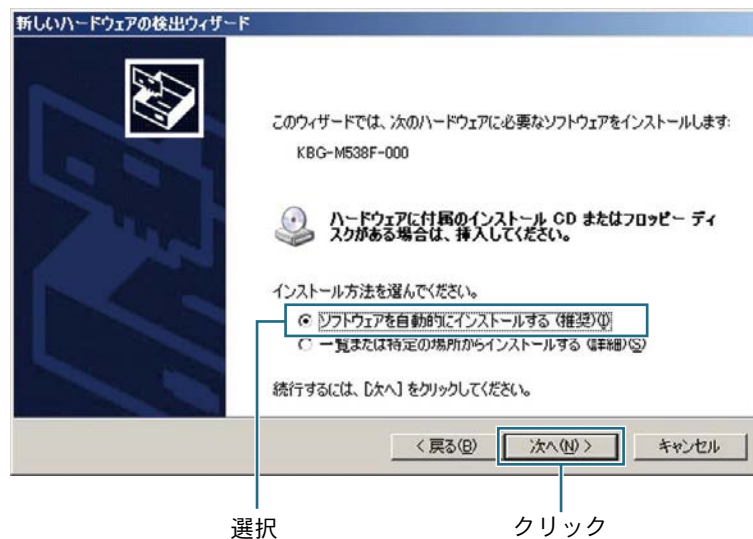 新しいハードウェアの検出ウィザード
このウィザードでは、次のハードウェアに必要なソフトウェアをインストールします:
KBG-M538F-000
ハードウェアに付属のインストール CD またはフロッピー ディ
スクがある場合は、挿入してください。
インストール方法を選んでください。
ソフトウェアを自動的にインストールする (推奨)(I)
一覧または特定の場所からインストールする (詳細)(S)
続行するには、[次へ] をクリックしてください。
< 戻る(B)
次へ(N) >
キャンセル
選択
クリック